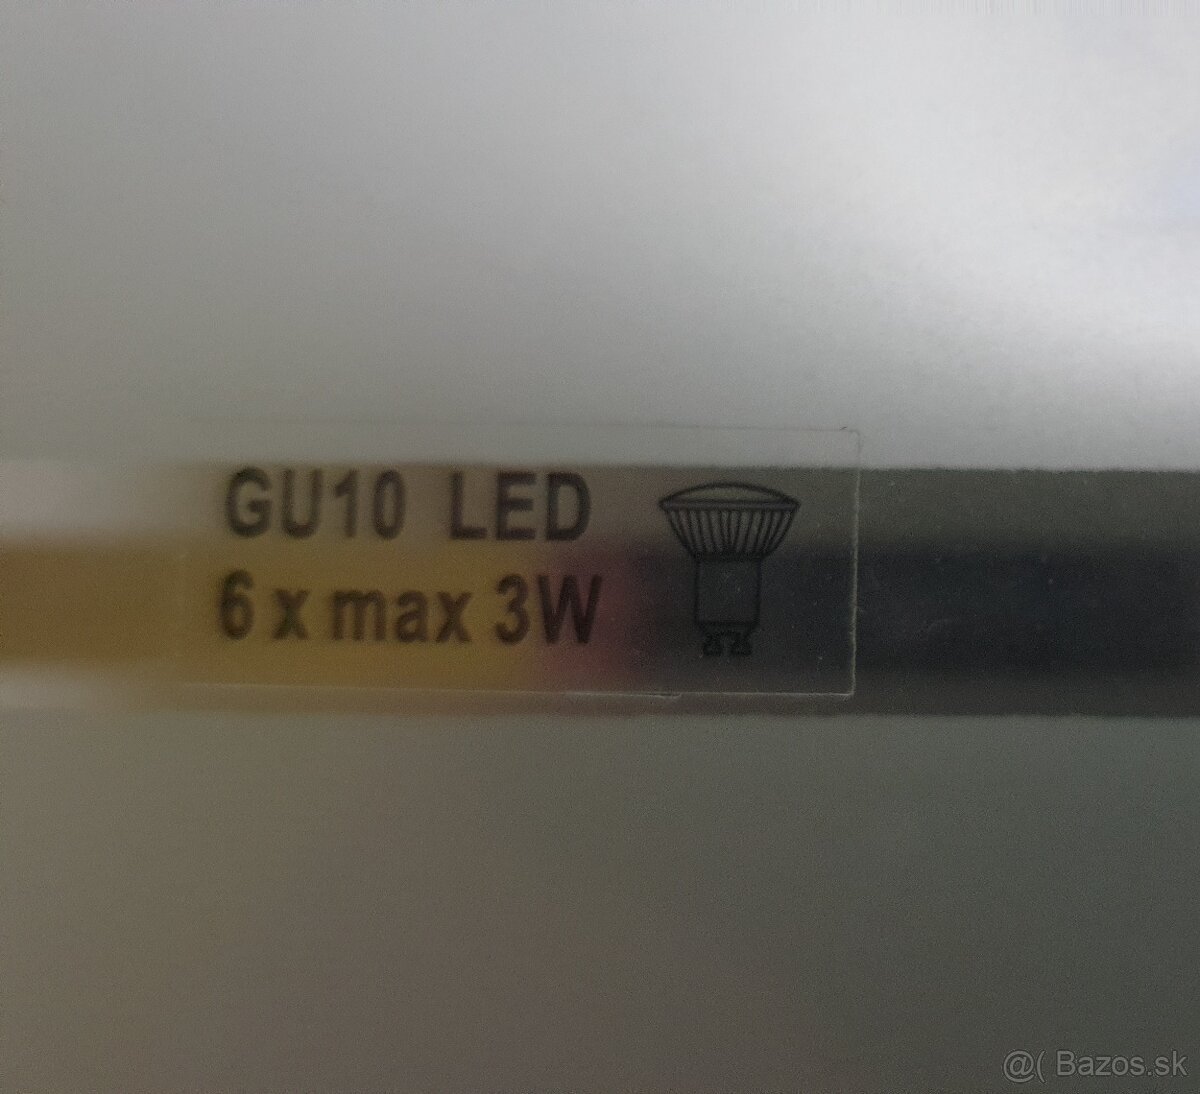 GU10 LED
6 x max 3W
@( Bazos.sk